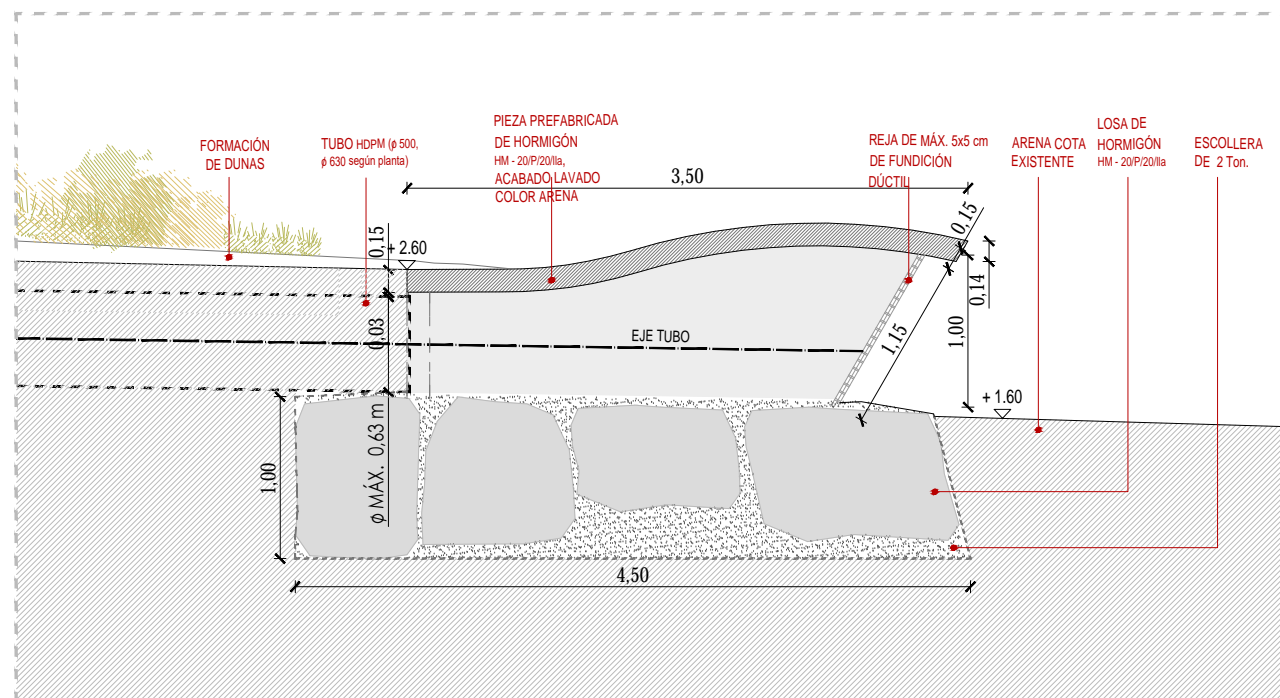 FORMACIÓN
DE DUNAS
TUBO HDPM (ϕ 500,
ϕ 630 según planta)
PIEZA PREFABRICADA
DE HORMIGÓN
HM - 20/P/20/IIa,
ACABADO LAVADO
COLOR ARENA
REJA DE MÁX. 5x5 cm
DE FUNDICIÓN
DÚCTIL
ARENA COTA
EXISTENTE
LOSA DE
HORMIGÓN
HM - 20/P/20/IIa
ESCOLLERA
DE 2 Ton.
3,50
0,15
0,15
+ 2.60
0,14
0,03
EJE TUBO
1,15
1,00
+ 1.60
1,00
ϕ MÁX. 0,63 m
4,50